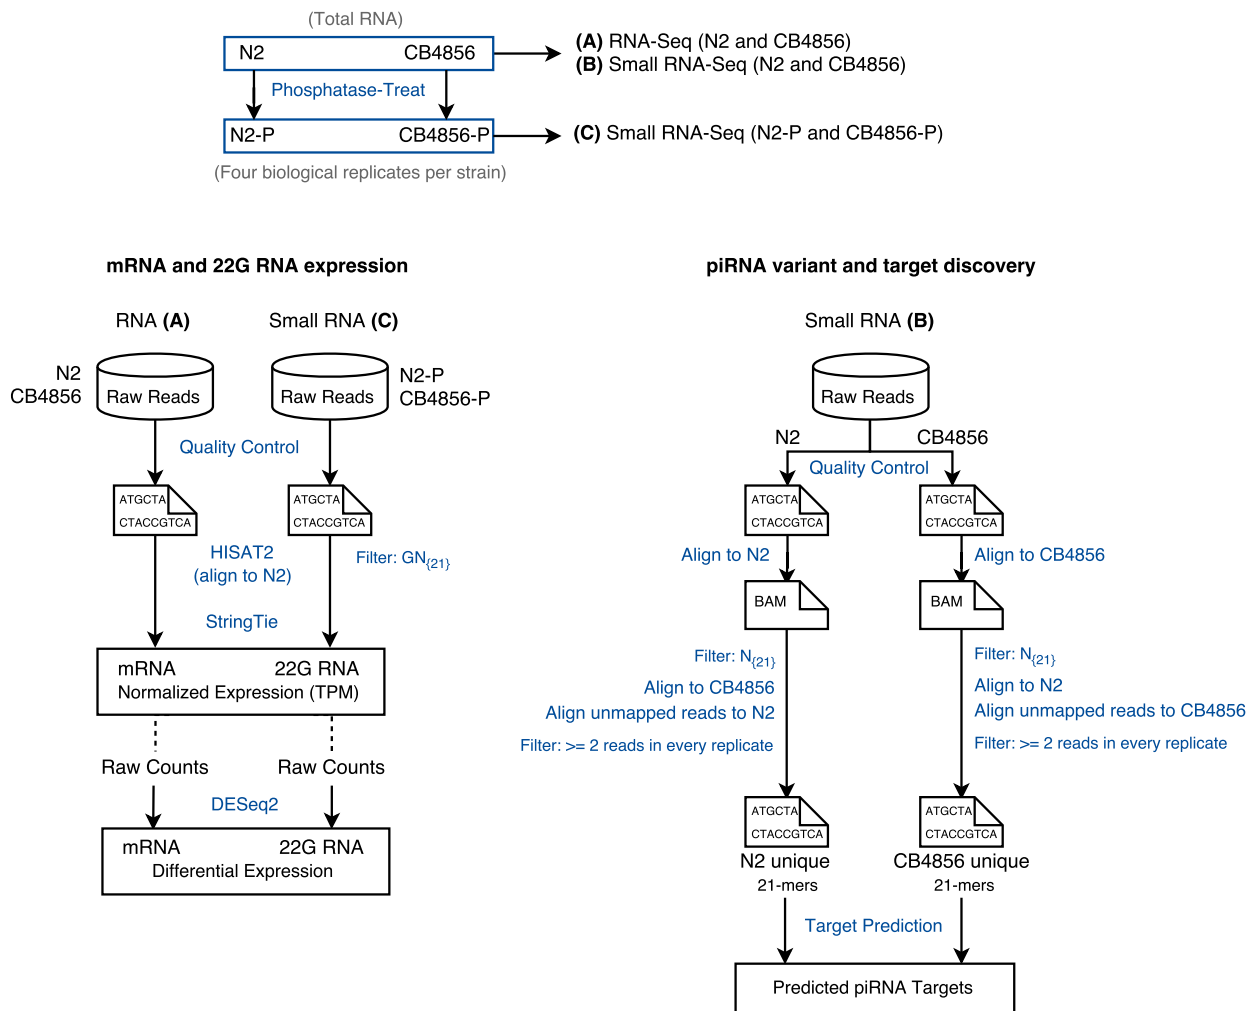 (Total RNA)
N2 CB4856
(A) RNA-Seq (N2 and CB4856)
(B) Small RNA-Seq (N2 and CB4856)
Phosphatase-Treat
N2-P CB4856-P
(C) Small RNA-Seq (N2-P and CB4856-P)
(Four biological replicates per strain)
mRNA and 22G RNA expression
RNA (A) Small RNA (C)
N2
CB4856
Raw Reads
Raw Reads
N2-P
CB4856-P
Quality Control
ATGCTA
CTACCGTCA
ATGCTA
CTACCGTCA
HISAT2
(align to N2)
Filter: GN{21}
StringTie
mRNA 22G RNA
Normalized Expression (TPM)
Raw Counts Raw Counts
DESeq2
mRNA 22G RNA
Differential Expression
piRNA variant and target discovery
Small RNA (B)
Raw Reads
N2 CB4856
Quality Control
ATGCTA
CTACCGTCA
ATGCTA
CTACCGTCA
Align to N2
Align to CB4856
BAM
BAM
Filter: N{21}
Align to CB4856
Align unmapped reads to N2
Filter: >= 2 reads in every replicate
Filter: N{21}
Align to N2
Align unmapped reads to CB4856
Filter: >= 2 reads in every replicate
ATGCTA
CTACCGTCA
ATGCTA
CTACCGTCA
N2 unique
21-mers
CB4856 unique
21-mers
Target Prediction
Predicted piRNA Targets